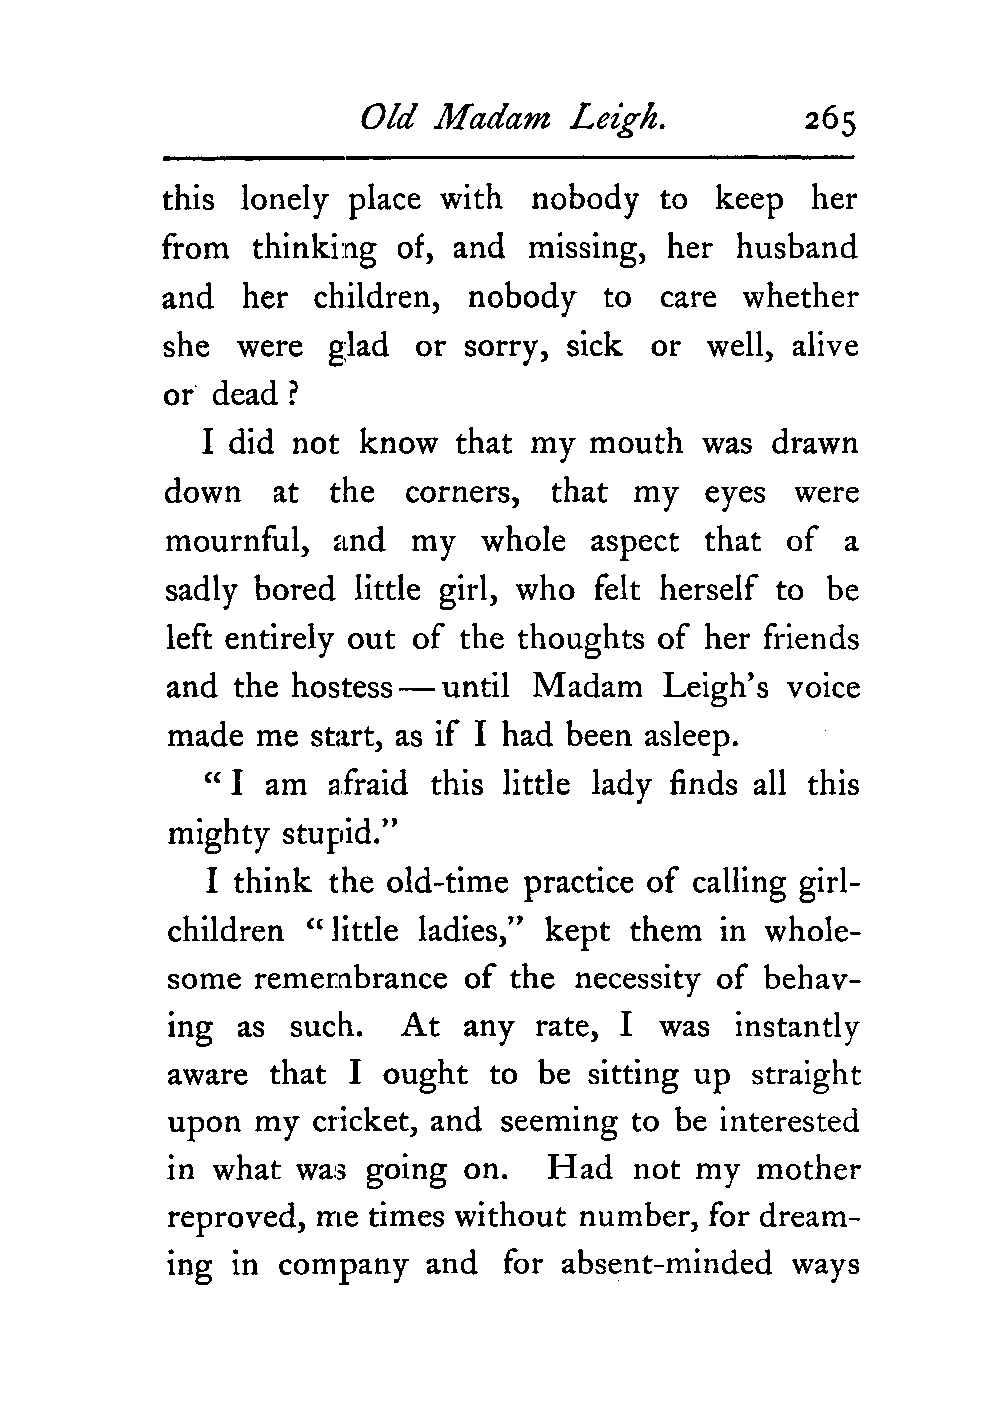 Old Madam Leigh. 265
this lonely place with nobody to keep her
from thinking of, and missing, her husband
and her children, nobody to care whether
she were glad or sorry, sick or well, alive
or dead ?
I did not know that my mouth was drawn
down at the corners, that my eyes were
mournful, and my whole aspect that of a
sadly bored little girl, who felt herself to be
left entirely out of the thoughts of her friends
and the hostess — until Madam Leigh's voice
made me start, as if I had been asleep.
“ I am afraid this little lady finds all this
mighty stupid.”
I think the old-time practice of calling girl-
children “ little ladies,” kept them in whole-
some remembrance of the necessity of behav-
ing as such. At any rate, I was instantly
aware that I ought to be sitting up straight
upon my cricket, and seeming to be interested
in what was going on. Had not my mother
reproved, me times without number, for dream-
ing in company and for absent-minded ways